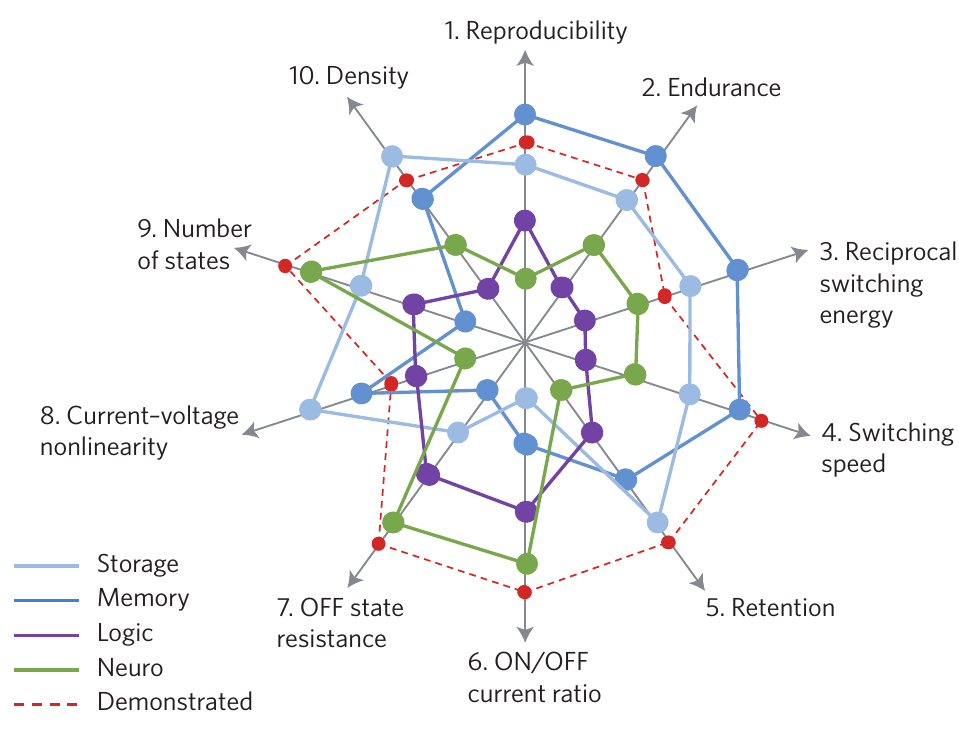 1. Reproducibility
10. Density
2. Endurance
9. Number
of states
3. Reciprocal
switching
energy
8. Current–voltage
nonlinearity
4. Switching
speed
7. OFF state
resistance
5. Retention
6. ON/OFF
current ratio
Storage
Memory
Logic
Neuro
Demonstrated